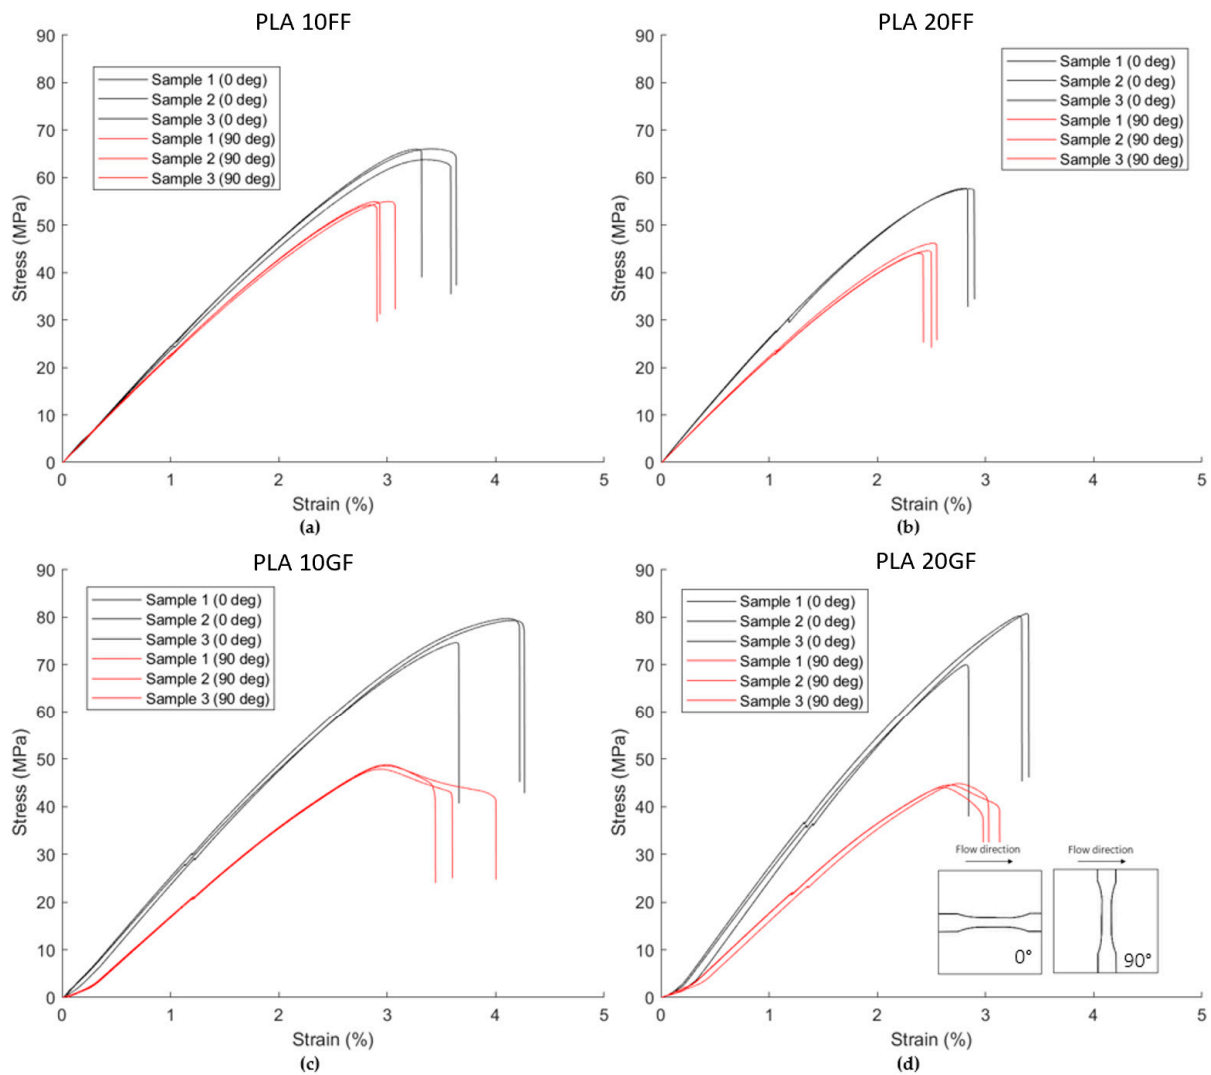 PLA 10FF
90
80
70
60
50
40
30
20
10
0
Stress (MPa)
Sample 1 (0 deg)
Sample 2 (0 deg)
Sample 3 (0 deg)
Sample 1 (90 deg)
Sample 2 (90 deg)
Sample 3 (90 deg)
0 1 2 3 4 5
Strain (%)
(a)
PLA 20FF
90
80
70
60
50
40
30
20
10
0
Stress (MPa)
Sample 1 (0 deg)
Sample 2 (0 deg)
Sample 3 (0 deg)
Sample 1 (90 deg)
Sample 2 (90 deg)
Sample 3 (90 deg)
0 1 2 3 4 5
Strain (%)
(b)
PLA 10GF
90
80
70
60
50
40
30
20
10
0
Stress (MPa)
Sample 1 (0 deg)
Sample 2 (0 deg)
Sample 3 (0 deg)
Sample 1 (90 deg)
Sample 2 (90 deg)
Sample 3 (90 deg)
0 1 2 3 4 5
Strain (%)
(c)
PLA 20GF
90
80
70
60
50
40
30
20
10
0
Stress (MPa)
Sample 1 (0 deg)
Sample 2 (0 deg)
Sample 3 (0 deg)
Sample 1 (90 deg)
Sample 2 (90 deg)
Sample 3 (90 deg)
Flow direction
0°
Flow direction
90°
0 1 2 3 4 5
Strain (%)
(d)